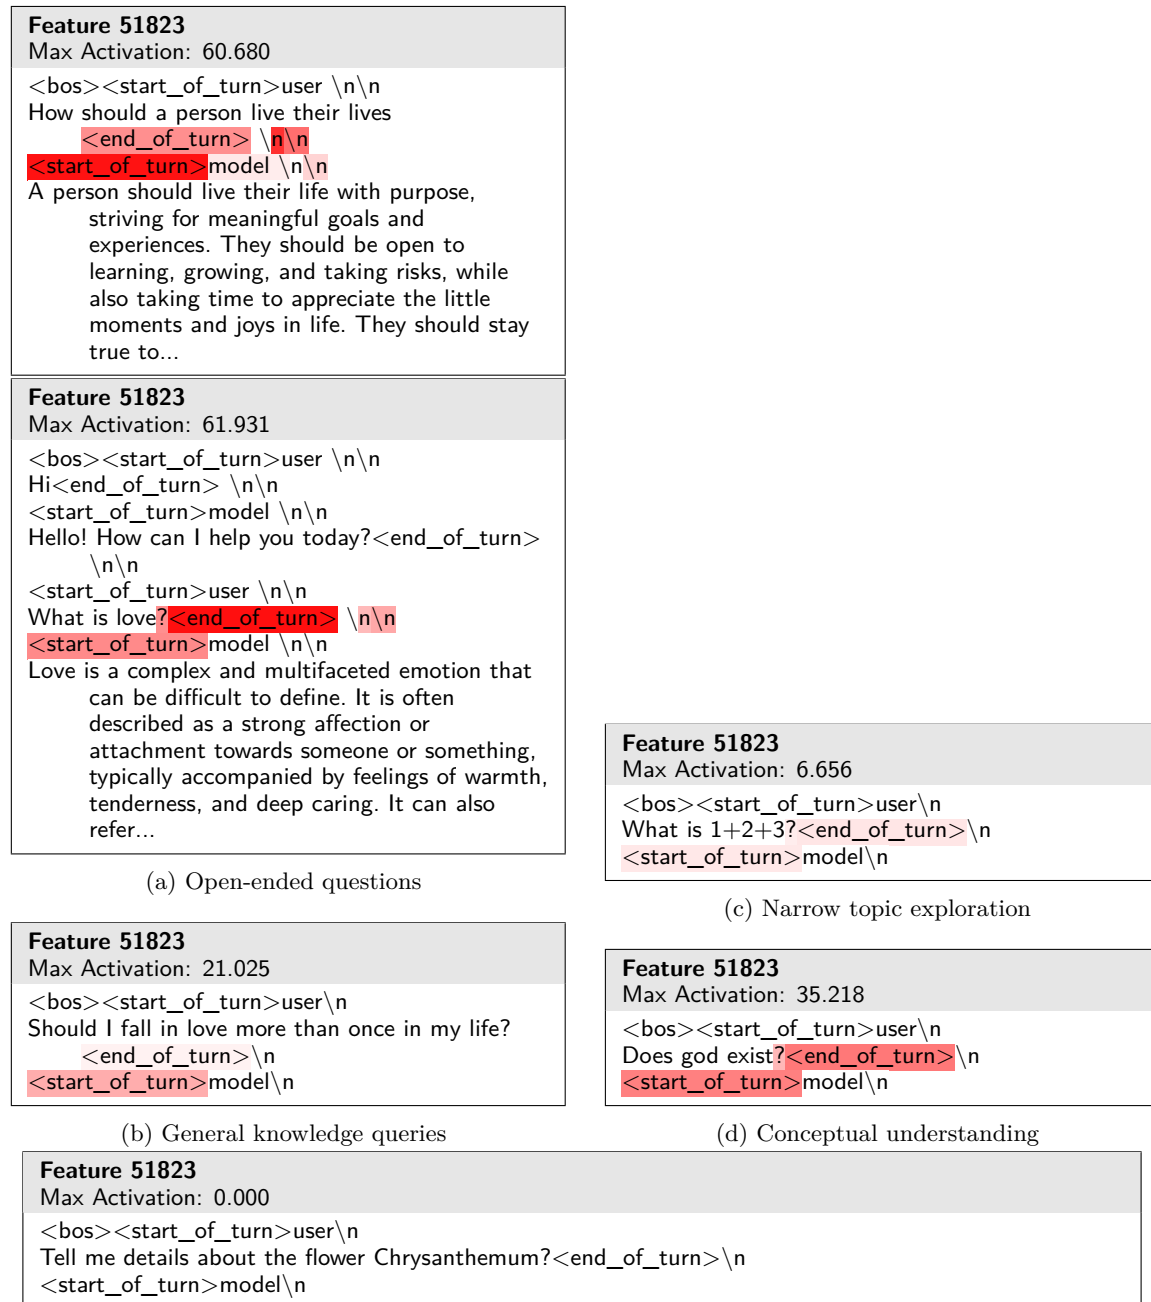 Feature 51823
Max Activation: 60.680
<bos><start_of_turn>user \n\n
How should a person live their lives
<end_of_turn> \n\n
<start_of_turn>model \n\n
A person should live their life with purpose,
striving for meaningful goals and
experiences. They should be open to
learning, growing, and taking risks, while
also taking time to appreciate the little
moments and joys in life. They should stay
true to...
Feature 51823
Max Activation: 61.931
<bos><start_of_turn>user \n\n
Hi<end_of_turn> \n\n
<start_of_turn>model \n\n
Hello! How can I help you today?<end_of_turn>
\n\n
<start_of_turn>user \n\n
What is love?<end_of_turn> \n\n
<start_of_turn>model \n\n
Love is a complex and multifaceted emotion that
can be difficult to define. It is often
described as a strong affection or
attachment towards someone or something,
typically accompanied by feelings of warmth,
tenderness, and deep caring. It can also
refer...
(a) Open-ended questions
Feature 51823
Max Activation: 6.656
<bos><start_of_turn>user\n
What is 1+2+3?<end_of_turn>\n
<start_of_turn>model\n
(c) Narrow topic exploration
Feature 51823
Max Activation: 21.025
<bos><start_of_turn>user\n
Should I fall in love more than once in my life?
<end_of_turn>\n
<start_of_turn>model\n
(b) General knowledge queries
Feature 51823
Max Activation: 35.218
<bos><start_of_turn>user\n
Does god exist?<end_of_turn>\n
<start_of_turn>model\n
(d) Conceptual understanding
Feature 51823
Max Activation: 0.000
<bos><start_of_turn>user\n
Tell me details about the flower Chrysanthemum?<end_of_turn>\n
<start_of_turn>model\n